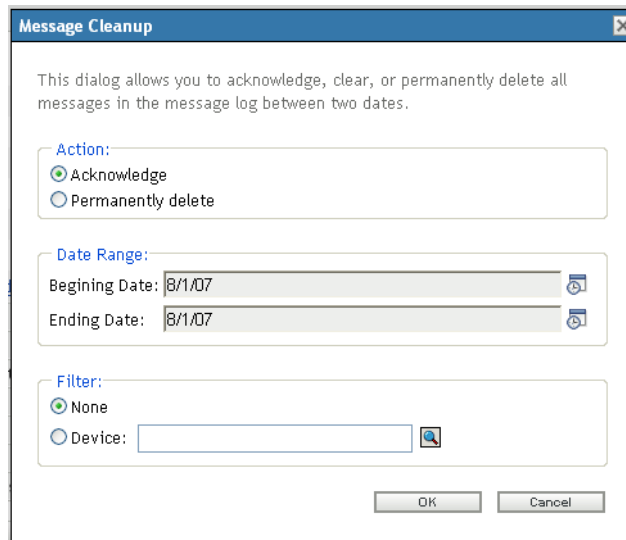 Message Cleanup
This dialog allows you to acknowledge, clear, or permanently delete all
messages in the message log between two dates.
Action:
Acknowledge
Permanently delete
Date Range:
Begining Date: 8/1/07
Ending Date: 8/1/07
Filter:
None
Device:
OK Cancel